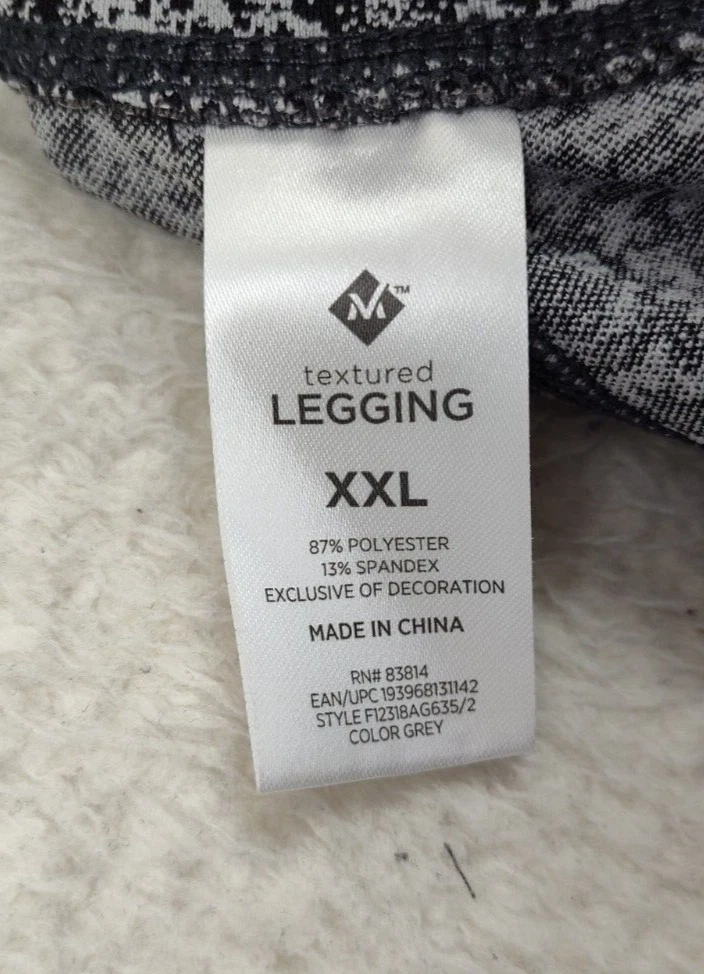 M™
textured
LEGGING
XXL
87% POLYESTER
13% SPANDEX
EXCLUSIVE OF DECORATION
MADE IN CHINA
RN# 83814
EAN/UPC 193968131142
STYLE F12318AG635/2
COLOR GREY